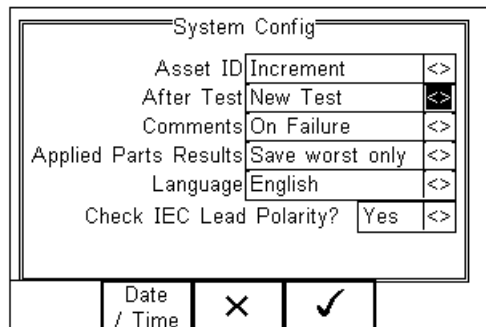 System Config
Asset ID Increment <>
After Test New Test <>
Comments On Failure <>
Applied Parts Results Save worst only <>
Language English <>
Check IEC Lead Polarity? Yes <>
Date
/ Time